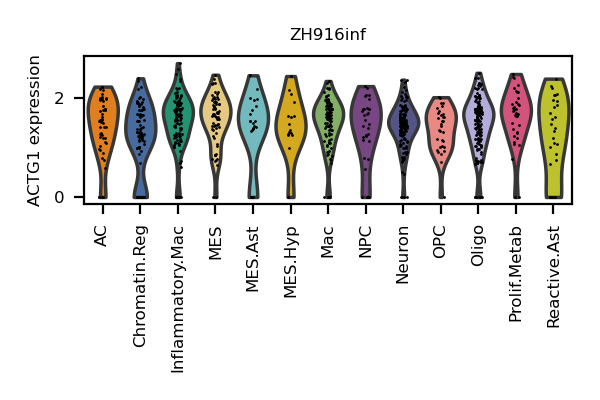 ZH916inf
ACTG1 expression
2
0
AC
Chromatin.Reg
Inflammatory.Mac
MES
MES.Ast
MES.Hyp
Mac
NPC
Neuron
OPC
Oligo
Prolif.Metab
Reactive.Ast